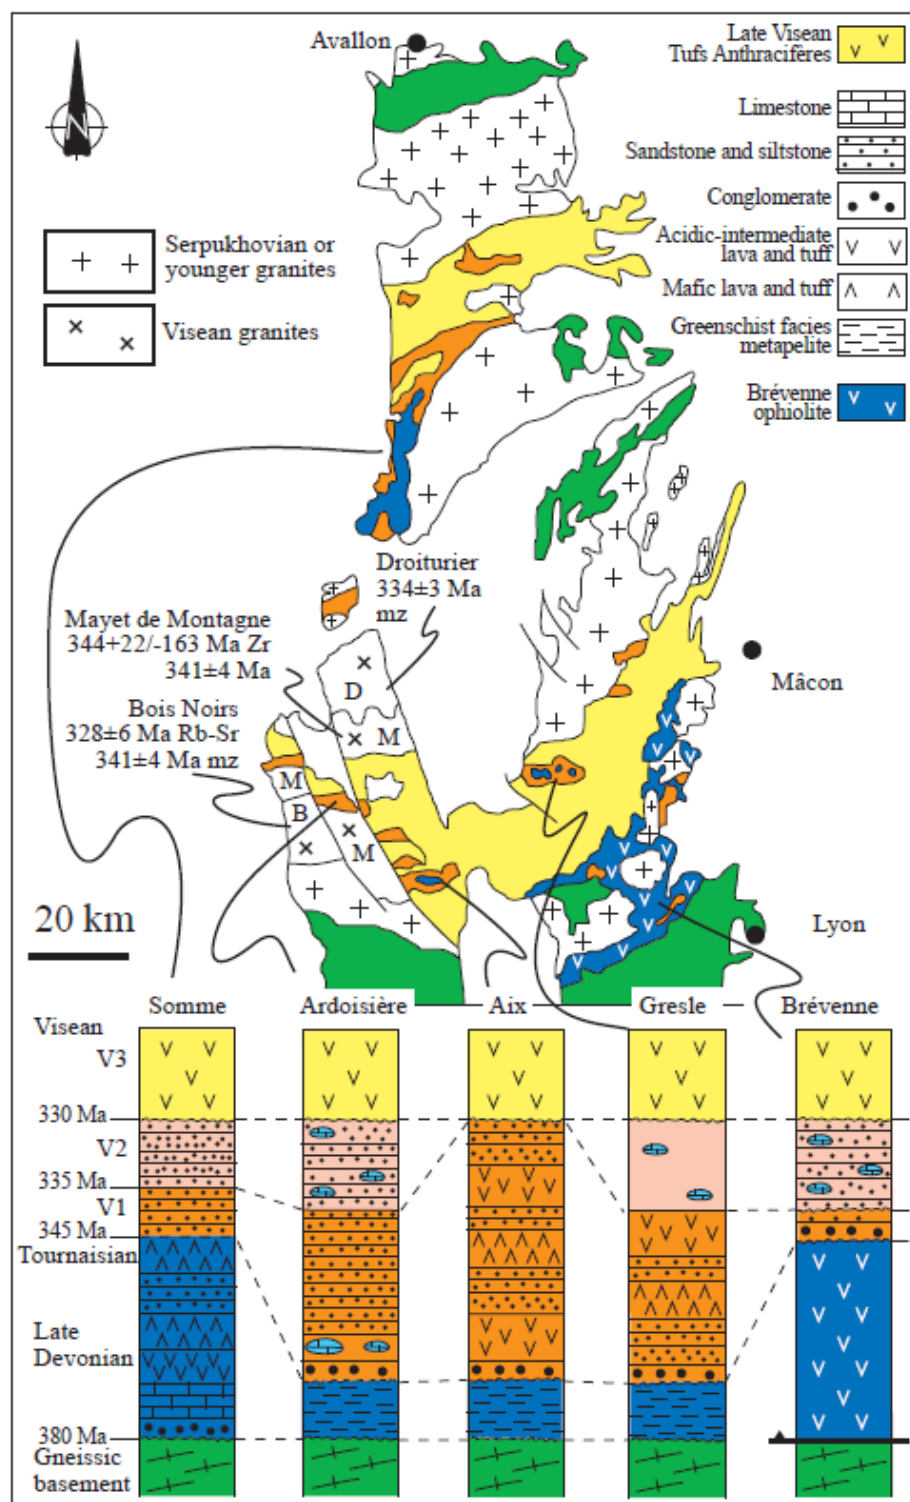 Avallon
Late Visean
Tufs Anthracifères
Limestone
Sandstone and siltstone
Conglomerate
Acidic-intermediate
lava and tuff
Mafic lava and tuff
Greenschist facies
metapelite
Brévenne
ophiolite
N
Serpukhovian or
younger granites
Visean granites
Droiturier
334±3 Ma
mz
Mayet de Montagne
344+22/-163 Ma Zr
341±4 Ma
Bois Noirs
328±6 Ma Rb-Sr
341±4 Ma mz
D
M
M
B
M
Mâcon
20 km
Lyon
Somme
Ardoisière
Aix
Gresle
Brévenne
Visean
V3
330 Ma
V2
335 Ma
V1
345 Ma
Tournaisian
Late
Devonian
380 Ma
Gneissic
basement